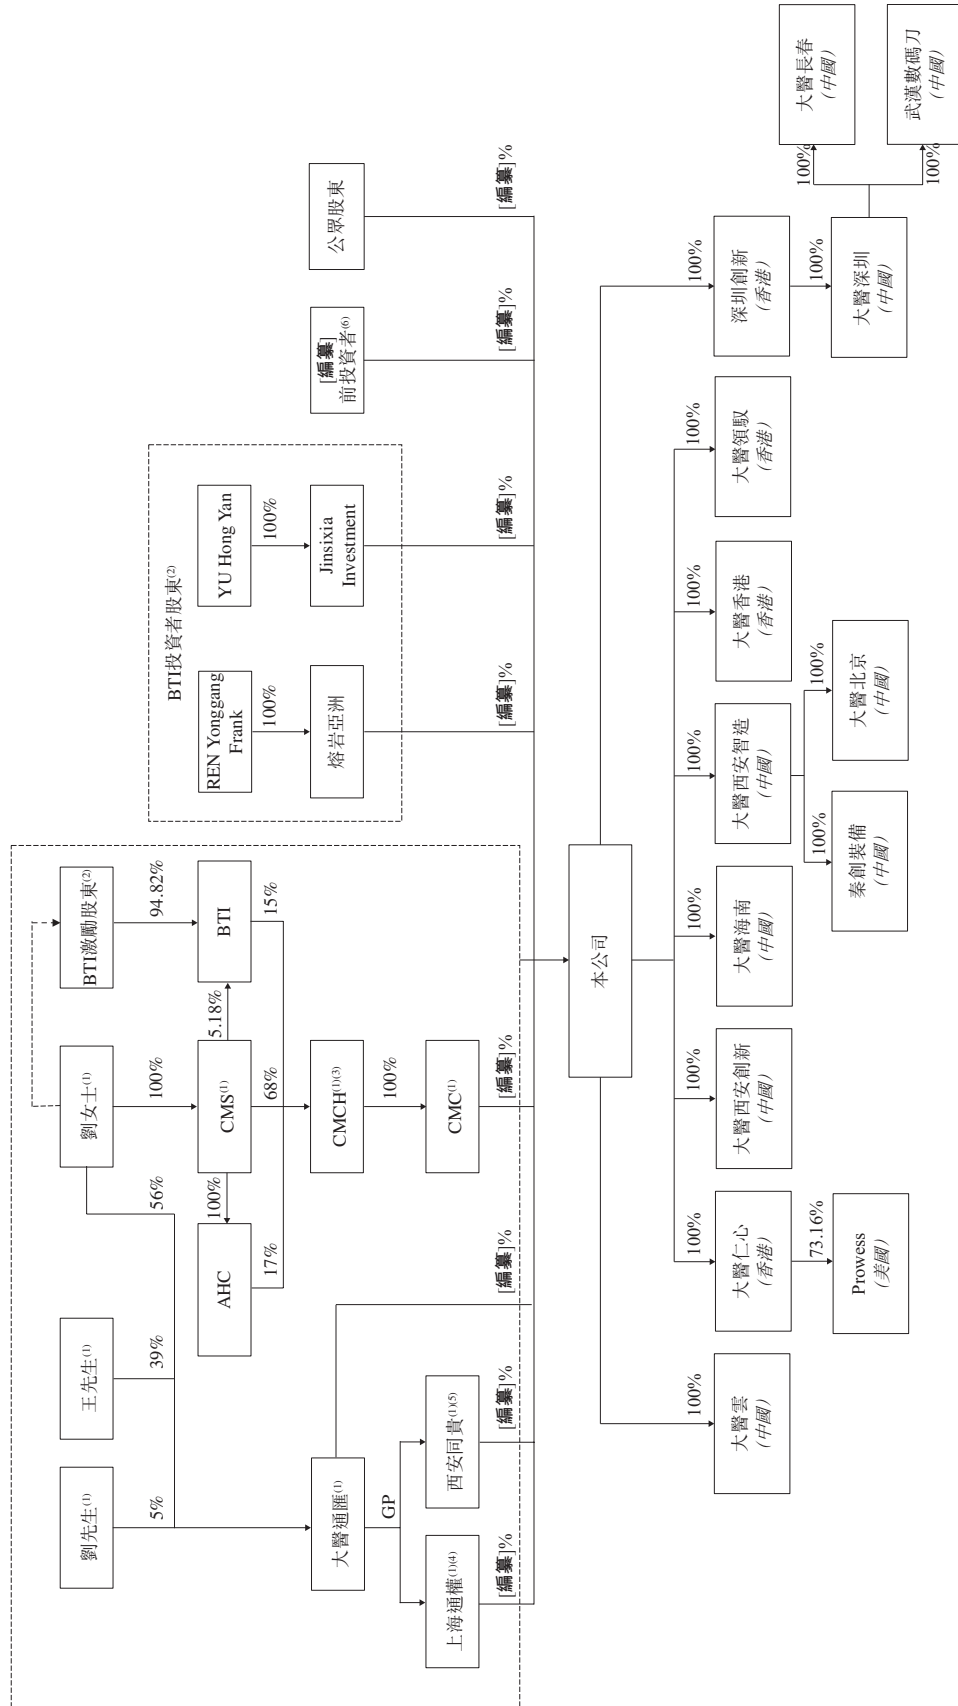 劉先生(1)
王先生(1)
劉女士(1)
BTI激勵股東(2)
5%
39%
56%
100%
94.82%
AHC
CMS(1)
BTI
100%
5.18%
17%
68%
15%
CMCH(1)(3)
100%
CMC(1)
大醫通匯(1)
GP
上海通權(1)(4)
西安同貴(1)(5)
[編纂]%
[編纂]%
[編纂]%
[編纂]%
BTI投資者股東(2)
REN Yonggang
Frank
YU Hong Yan
100%
100%
熔岩亞洲
Jinsixia
Investment
[編纂]
前投資者(6)
公眾股東
[編纂]%
[編纂]%
[編纂]%
[編纂]%
本公司
100%
100%
100%
100%
100%
100%
100%
100%
大醫雲
(中國)
大醫仁心
(香港)
大醫西安創新
(中國)
大醫海南
(中國)
大醫西安智造
(中國)
大醫香港
(香港)
大醫領馭
(香港)
深圳創新
(香港)
73.16%
100%
100%
100%
Prowess
(美國)
秦創裝備
(中國)
大醫北京
(中國)
大醫深圳
(中國)
100%
100%
大醫長春
(中國)
武漢數碼刀
(中國)